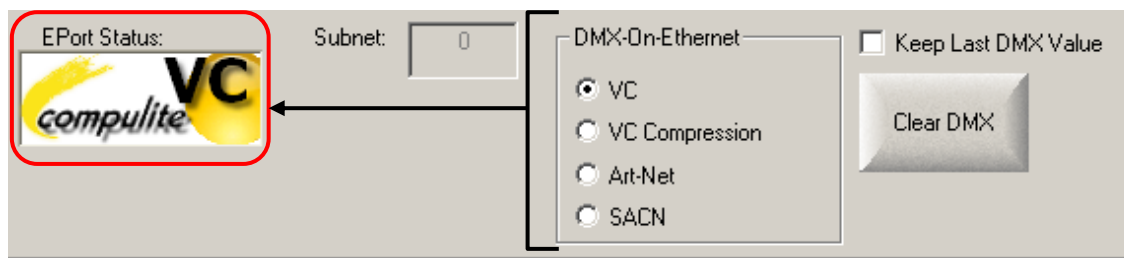 EPort Status:
Subnet:
0
DMX-On-Ethernet
Keep Last DMX Value
VC
compulite
VC
VC Compression
Clear DMX
Art-Net
SACN